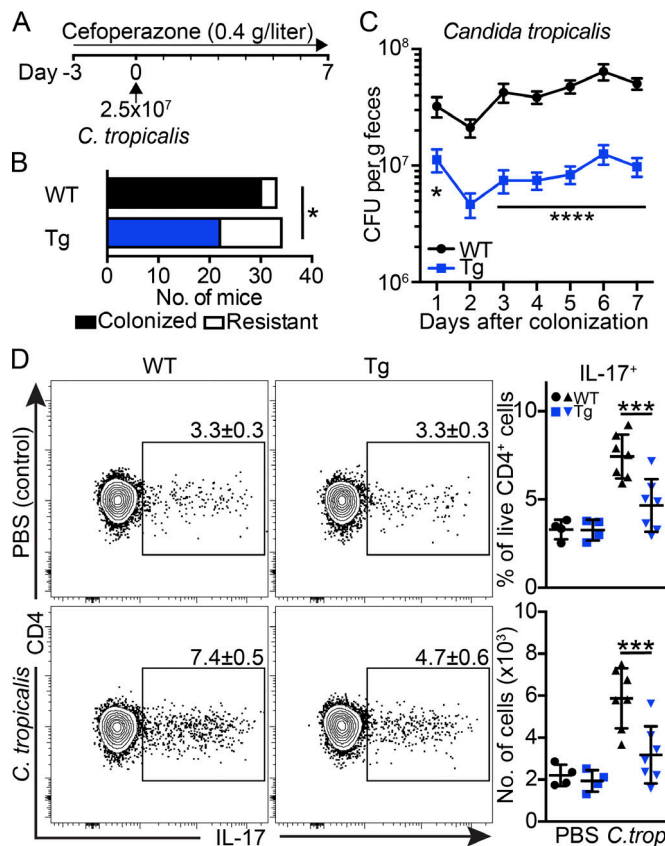 A
Cefoperazone (0.4 g/liter)
Day -3 0 7
2.5x10⁷
C. tropicalis
B
WT
Tg
*
0 10 20 30 40
No. of mice
Colonized Resistant
C
Candida tropicalis
CFU per g feces
10⁸
10⁷
10⁶
*
****
WT
Tg
1 2 3 4 5 6 7
Days after colonization
D
WT Tg
PBS (control)
3.3±0.3
3.3±0.3
C. tropicalis
7.4±0.5
4.7±0.6
CD4
IL-17
IL-17⁺
% of live CD4⁺ cells
10
5
0
WT
Tg
***
No. of cells (x10³)
10
8
6
4
2
0
***
PBS C.trop